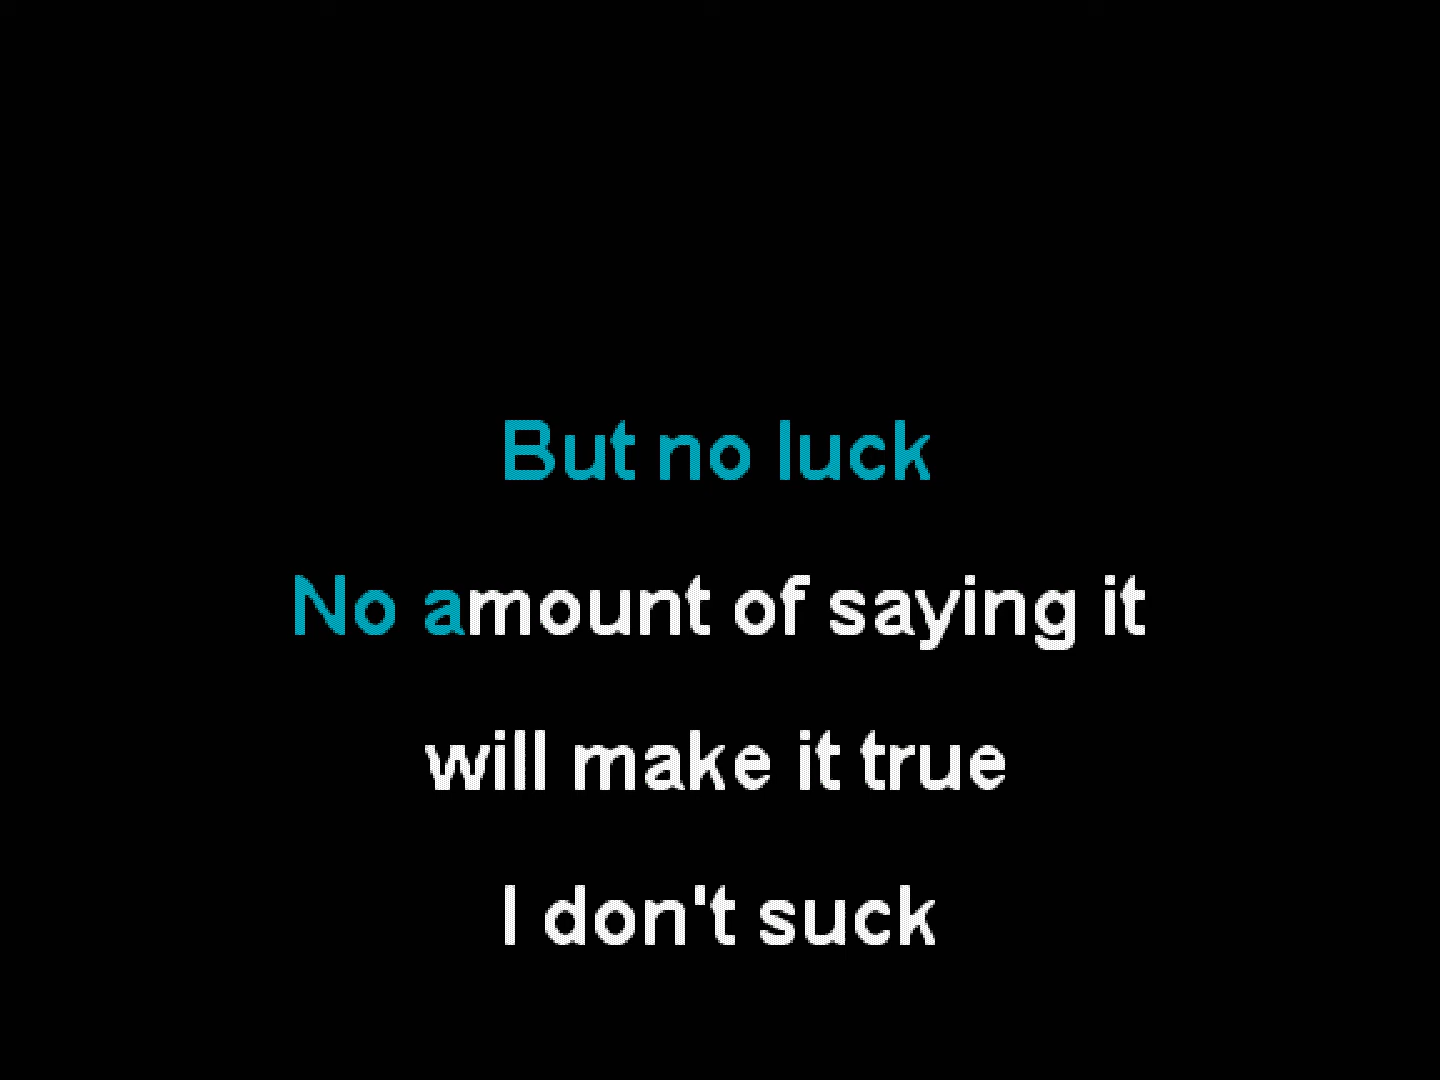 But no luck
No amount of saying it
will make it true
I don't suck